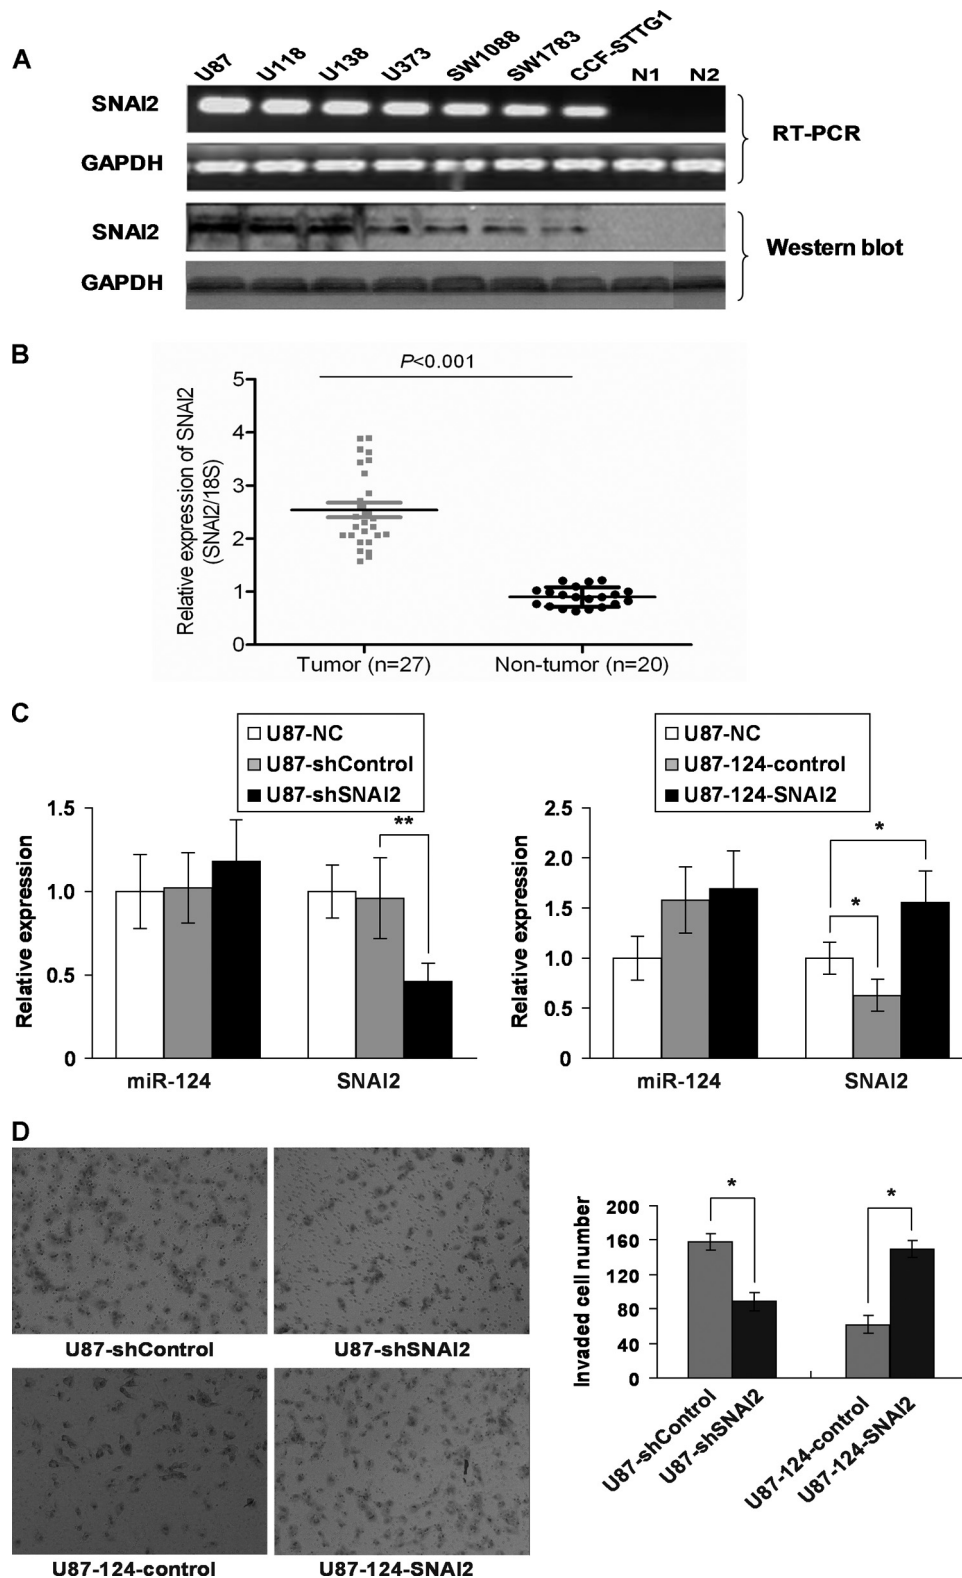 A
U87 U118 U138 U373 SW1088 SW1783 CCF-STTG1 N1 N2
SNAI2
GAPDH
RT-PCR
SNAI2
GAPDH
Western blot
B
P<0.001
Relative expression of SNAI2
(SNAI2/18S)
5
4
3
2
1
0
Tumor (n=27) Non-tumor (n=20)
C
U87-NC
U87-shControl
U87-shSNAI2
Relative expression
1.5
1.0
0.5
0
**
miR-124 SNAI2
U87-NC
U87-124-control
U87-124-SNAI2
Relative expression
2.5
2.0
1.5
1.0
0.5
0
*
*
miR-124 SNAI2
D
U87-shControl U87-shSNAI2
U87-124-control U87-124-SNAI2
Invaded cell number
200
160
120
80
40
0
*
*
U87-shControl
U87-shSNAI2
U87-124-control
U87-124-SNAI2